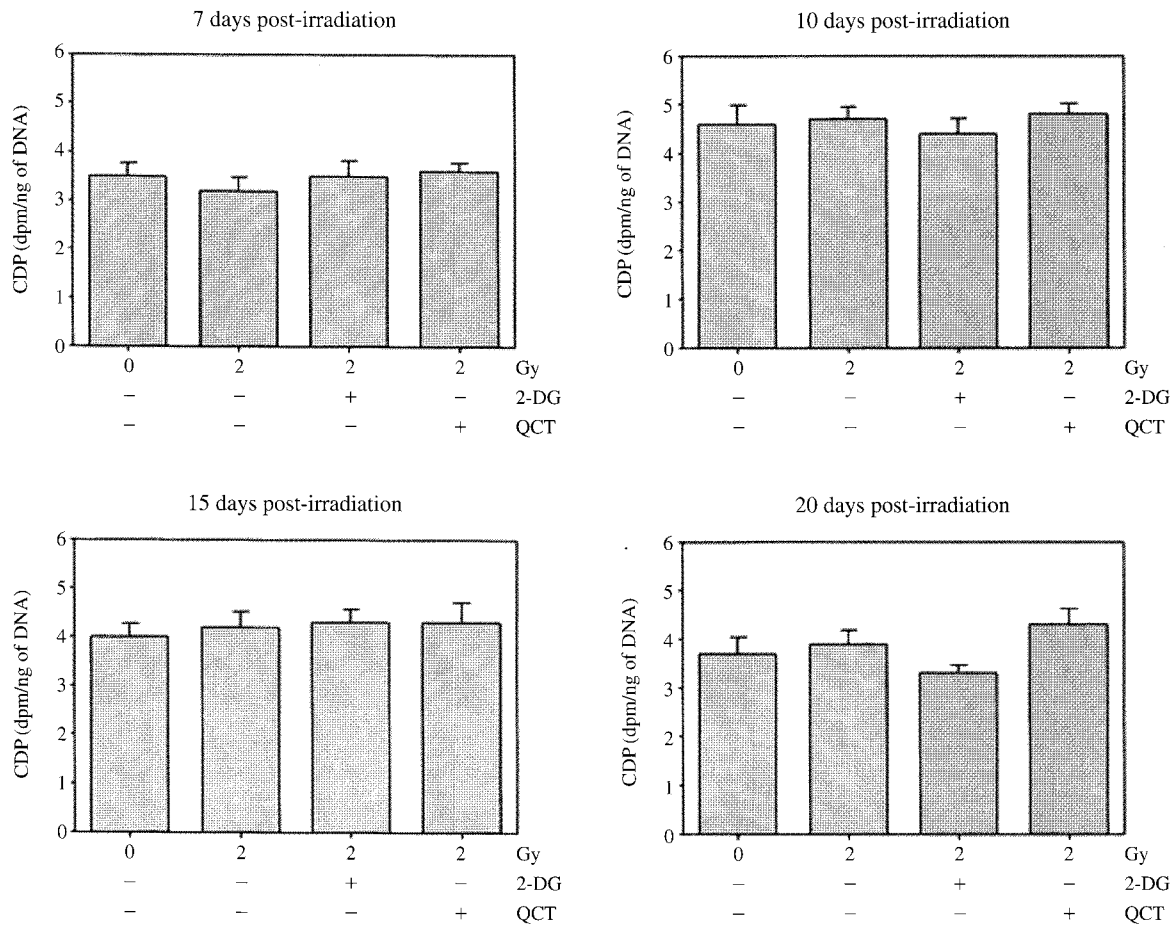 7 days post-irradiation
CDP (dpm/ng of DNA)
6
5
4
3
2
1
0
0 2 2 2 Gy
– – + – 2-DG
– – – + QCT
10 days post-irradiation
CDP (dpm/ng of DNA)
6
5
4
3
2
1
0
0 2 2 2 Gy
– – + – 2-DG
– – – + QCT
15 days post-irradiation
CDP (dpm/ng of DNA)
6
5
4
3
2
1
0
0 2 2 2 Gy
– – + – 2-DG
– – – + QCT
20 days post-irradiation
CDP (dpm/ng of DNA)
6
5
4
3
2
1
0
0 2 2 2 Gy
– – + – 2-DG
– – – + QCT